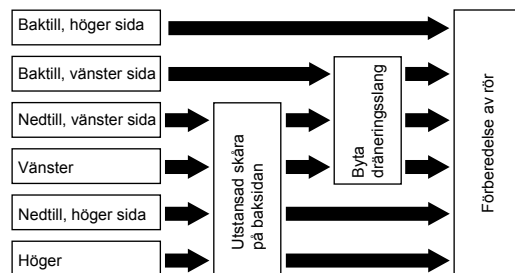 Baktill, höger sida
Baktill, vänster sida
Nedtill, vänster sida
Vänster
Nedtill, höger sida
Höger
Utstansad skåra
på baksidan
Byta
dräneringsslang
Förberedelse av rör